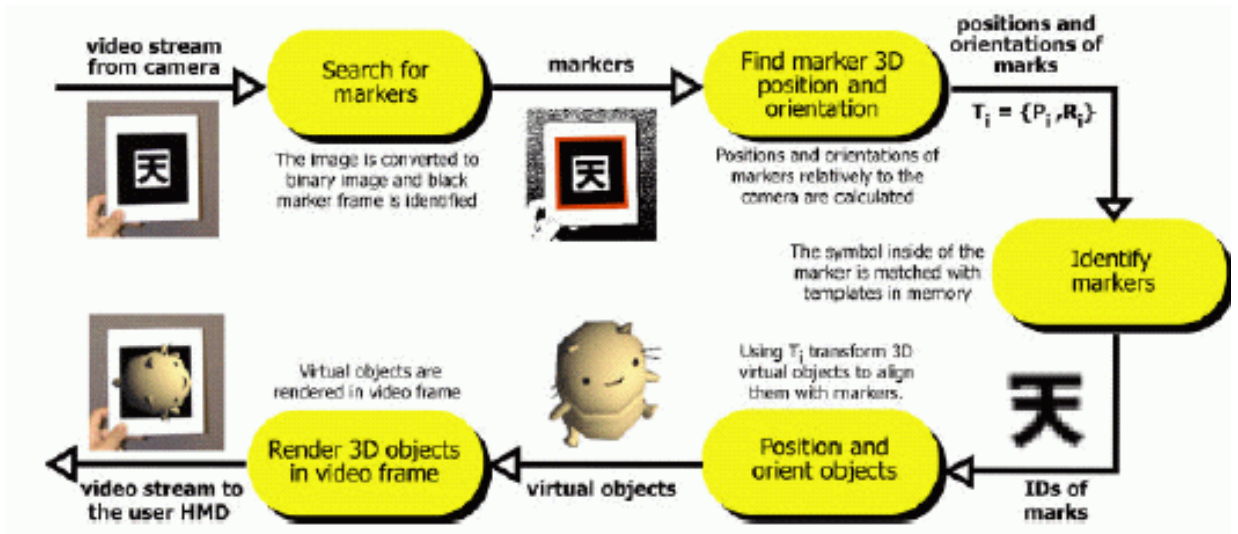 video stream
from camera
天
Search for
markers
The image is converted to
binary image and black
marker frame is identified
markers
天
Find marker 3D
position and
orientation
Positions and orientations of
markers relatively to the
camera are calculated
positions and
orientations of
marks
Tᵢ = {Pᵢ,Rᵢ}
Identify
markers
The symbol inside of the
marker is matched with
templates in memory
天
IDs of
marks
Using Tᵢ transform 3D
virtual objects to align
them with markers.
Position and
orient objects
virtual objects
Virtual objects are
rendered in video frame
Render 3D objects
in video frame
video stream to
the user HMD